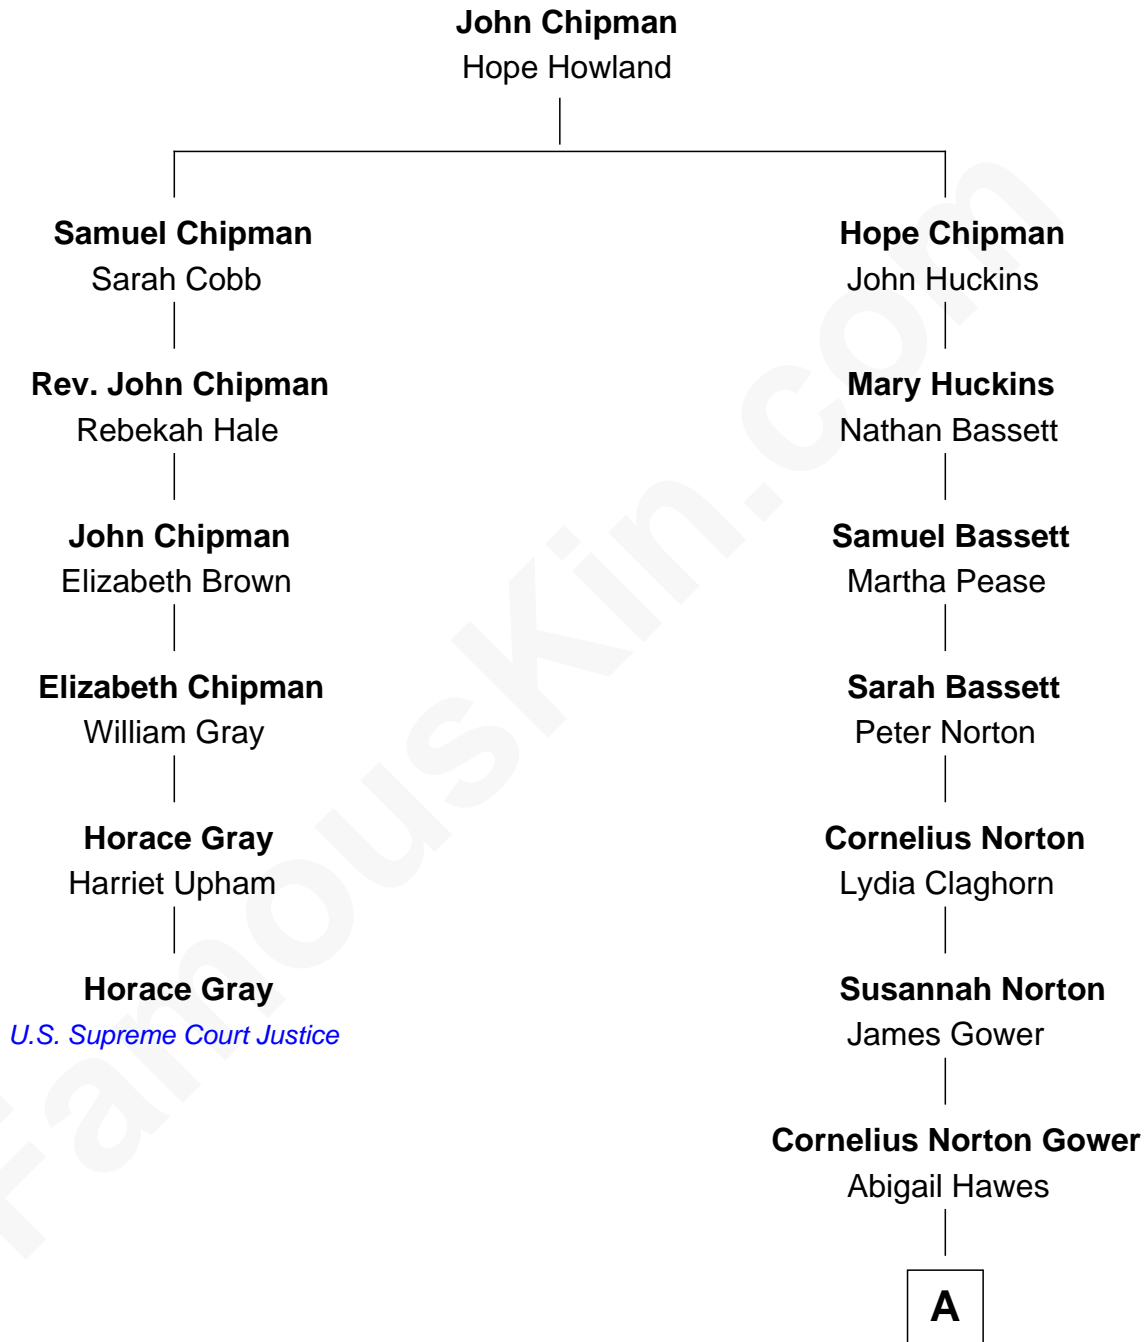 John Chipman
Hope Howland
Samuel Chipman
Sarah Cobb
Hope Chipman
John Huckins
Rev. John Chipman
Rebekah Hale
Mary Huckins
Nathan Bassett
John Chipman
Elizabeth Brown
Samuel Bassett
Martha Pease
Elizabeth Chipman
William Gray
Sarah Bassett
Peter Norton
Horace Gray
Harriet Upham
Cornelius Norton
Lydia Claghorn
Horace Gray
U.S. Supreme Court Justice
Susannah Norton
James Gower
Cornelius Norton Gower
Abigail Hawes
A
FamousKin.com